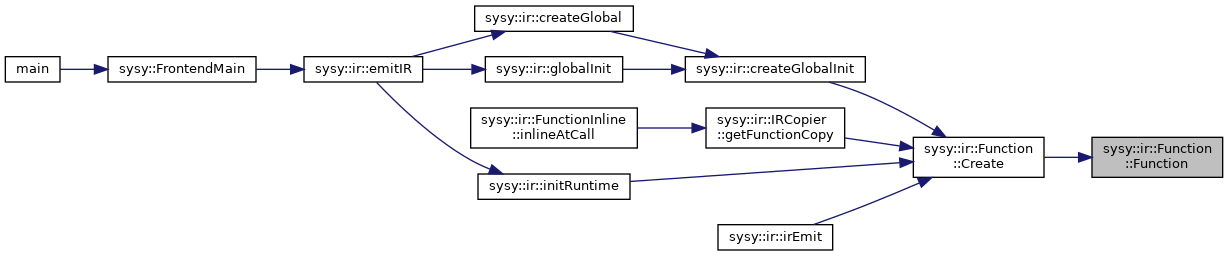 main
sysy::FrontendMain
sysy::ir::emitIR
sysy::ir::createGlobal
sysy::ir::globalInit
sysy::ir::createGlobalInit
sysy::ir::FunctionInline
::inlineAtCall
sysy::ir::IRCopier
::getFunctionCopy
sysy::ir::initRuntime
sysy::ir::irEmit
sysy::ir::Function
::Create
sysy::ir::Function
::Function